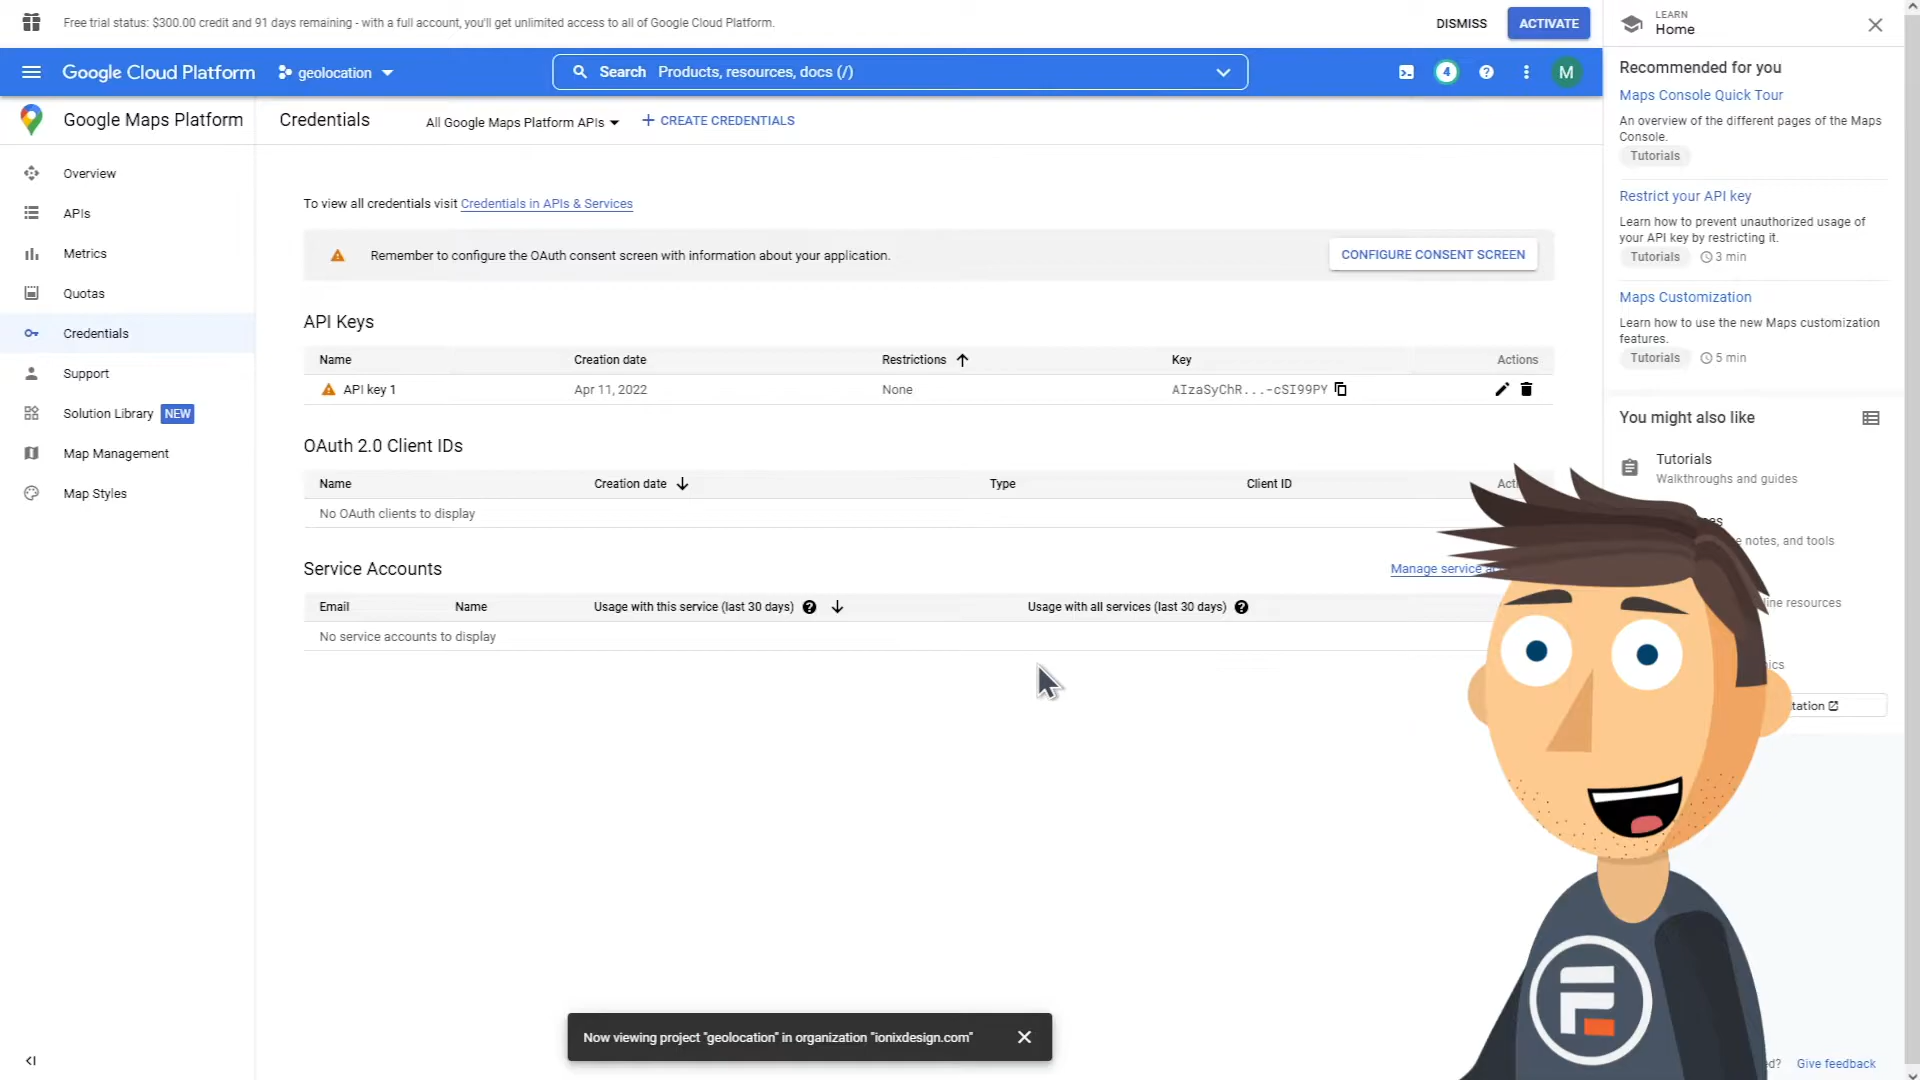 Free trial status: $300.00 credit and 91 days remaining - with a full account, you'll get unlimited access to all of Google Cloud Platform.
DISMISS
ACTIVATE
LEARN
Home
Google Cloud Platform
geolocation
Search Products, resources, docs (/)
4
M
Google Maps Platform
Credentials
All Google Maps Platform APIs
CREATE CREDENTIALS
Overview
APIs
Metrics
Quotas
Credentials
Support
Solution Library NEW
Map Management
Map Styles
To view all credentials visit Credentials in APIs & Services
Remember to configure the OAuth consent screen with information about your application.
CONFIGURE CONSENT SCREEN
API Keys
Name Creation date Restrictions Key Actions
API key 1 Apr 11, 2022 None AIzaSyChR...-cSI99PY
OAuth 2.0 Client IDs
Name Creation date Type Client ID
No OAuth clients to display
Service Accounts
Manage service
Email Name Usage with this service (last 30 days) Usage with all services (last 30 days)
No service accounts to display
Now viewing project "geolocation" in organization "ionixdesign.com"
Recommended for you
Maps Console Quick Tour
An overview of the different pages of the Maps
Console.
Tutorials
Restrict your API key
Learn how to prevent unauthorized usage of
your API key by restricting it.
Tutorials 3 min
Maps Customization
Learn how to use the new Maps customization
features.
Tutorials 5 min
You might also like
Tutorials
Walkthroughs and guides
notes, and tools
resources
Give feedback